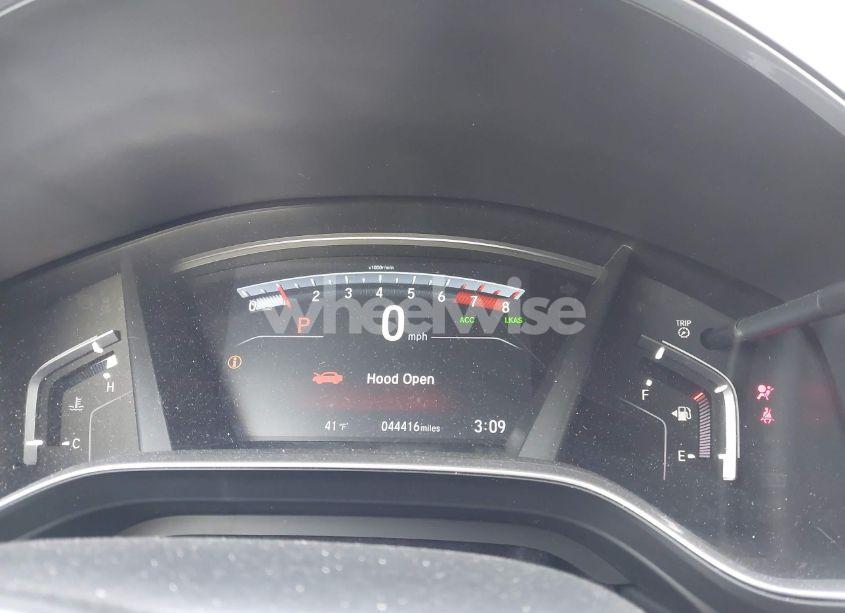 x1000r/min
0 2 3 4 5 6 7 8
P 0 mph ACC LKAS
wheelwise
TRIP
H
i Hood Open
F
C
41°F 044416 miles 3:09
E